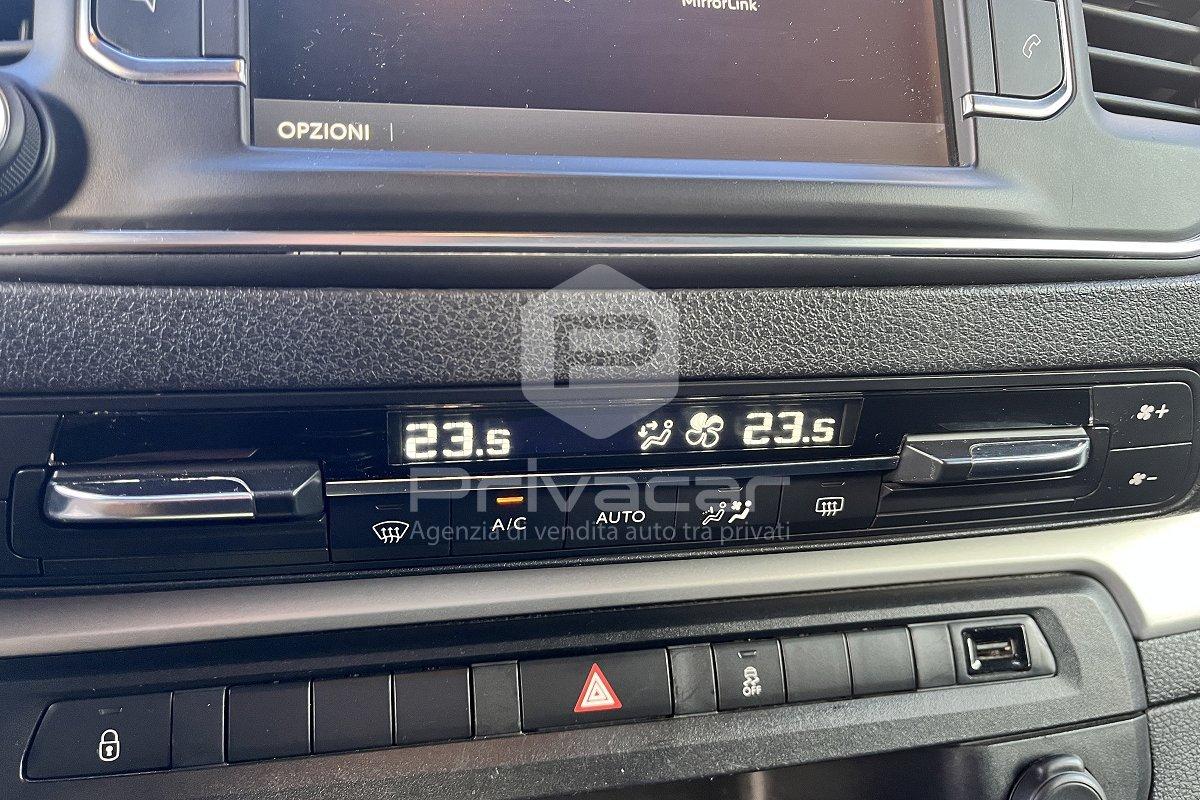 MirrorLink
OPZIONI
23.5 23.5
Privacar
A/C AUTO
Agenzia di vendita auto tra privati
OFF